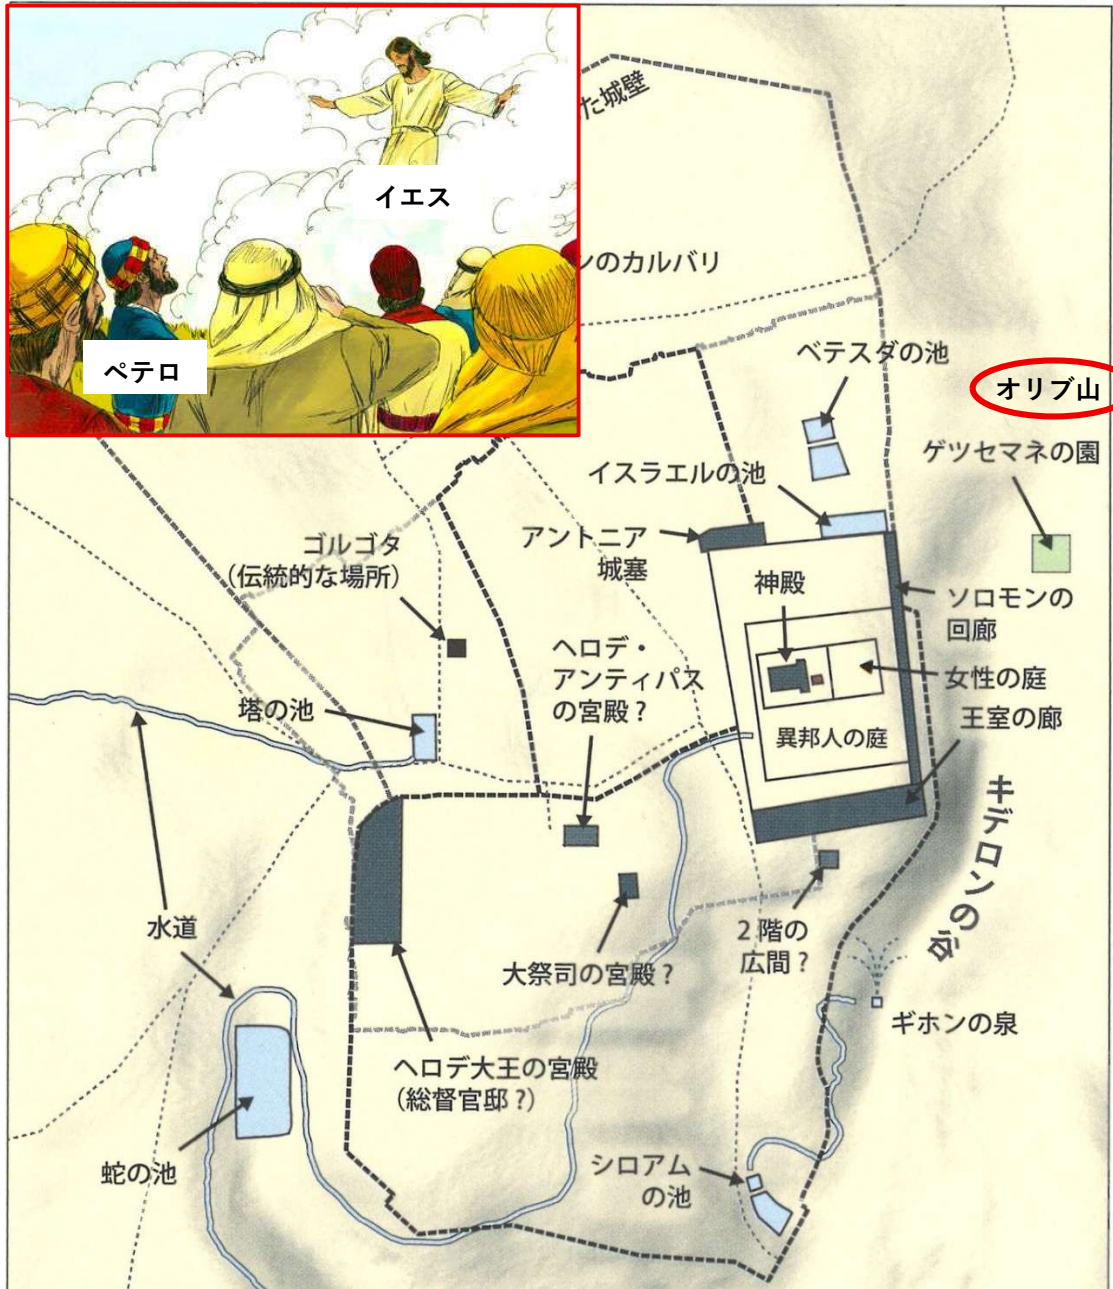 イエス
ペテロ
た城壁
ンのカルバリ
ベテスダの池
オリブ山
ゲツセマネの園
イスラエルの池
アントニア
城塞
ゴルゴタ
（伝統的な場所）
神殿
ソロモンの
回廊
ヘロデ・
アンティパス
の宮殿？
女性の庭
塔の池
王室の廊
異邦人の庭
キデロンの谷
水道
2階の
広間？
大祭司の宮殿？
ギホンの泉
ヘロデ大王の宮殿
（総督官邸？）
蛇の池
シロアム
の池